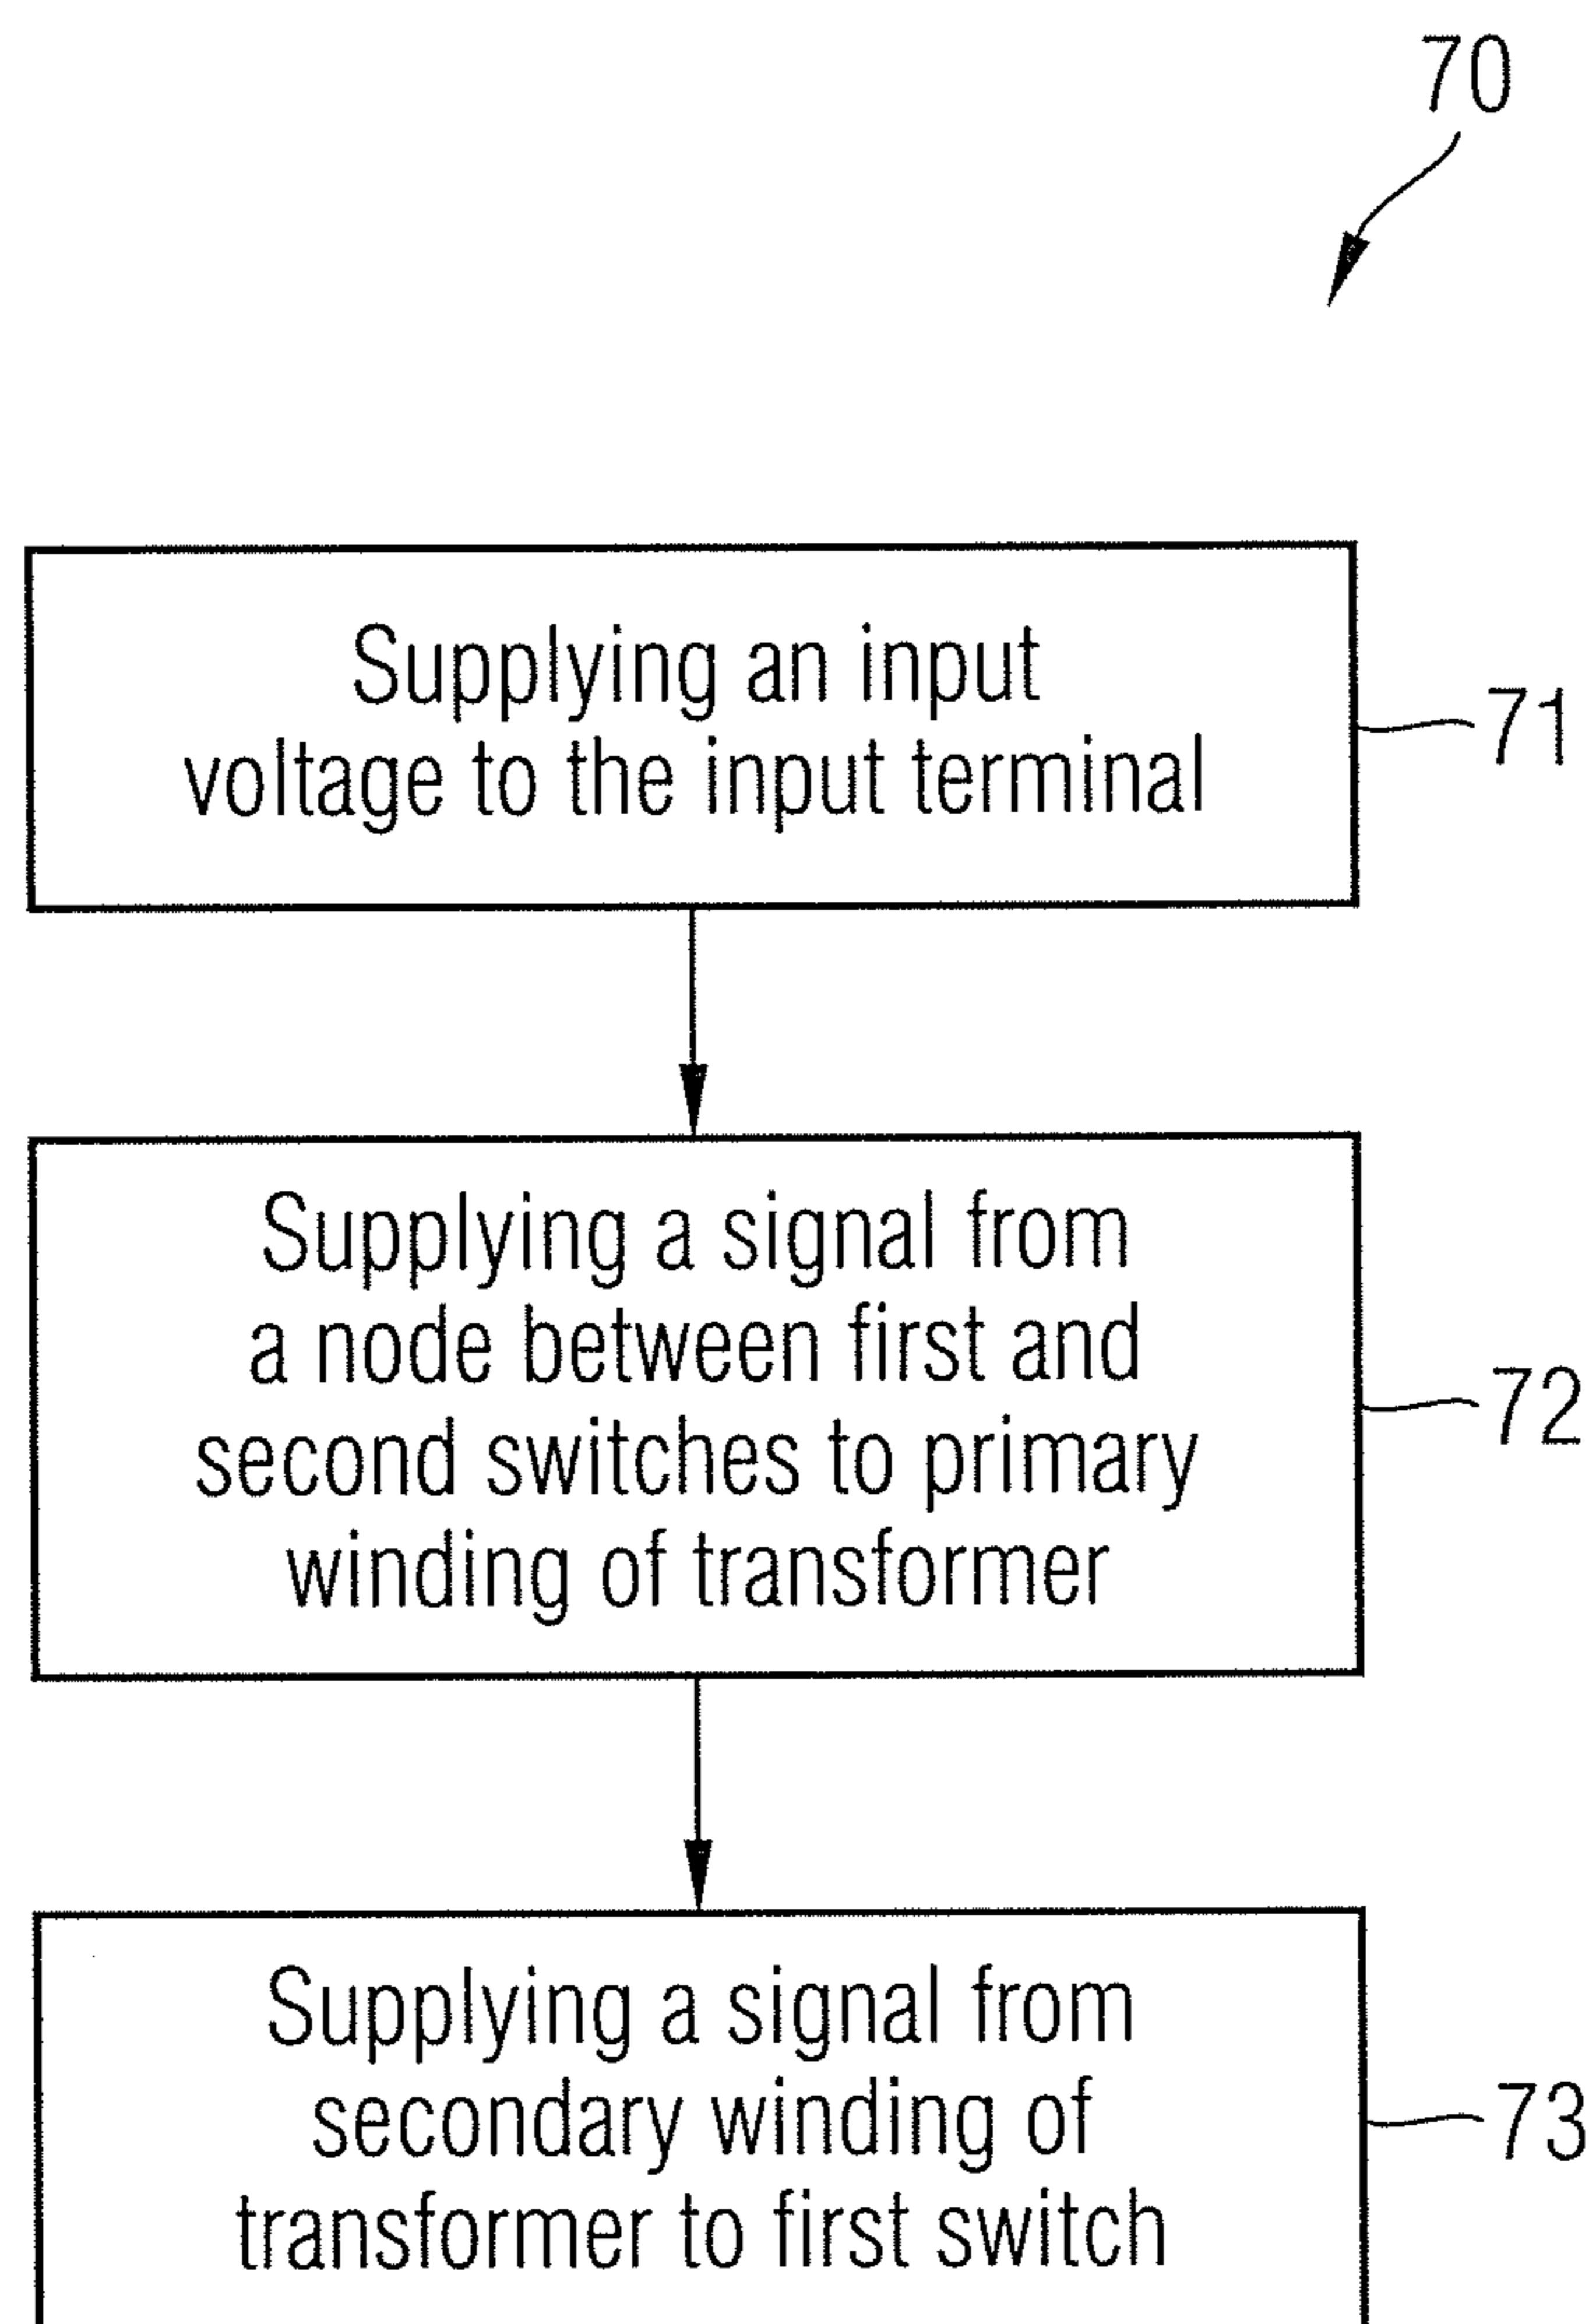 70
Supplying an input
voltage to the input terminal
71
Supplying a signal from
a node between first and
second switches to primary
winding of transformer
72
Supplying a signal from
secondary winding of
transformer to first switch
73